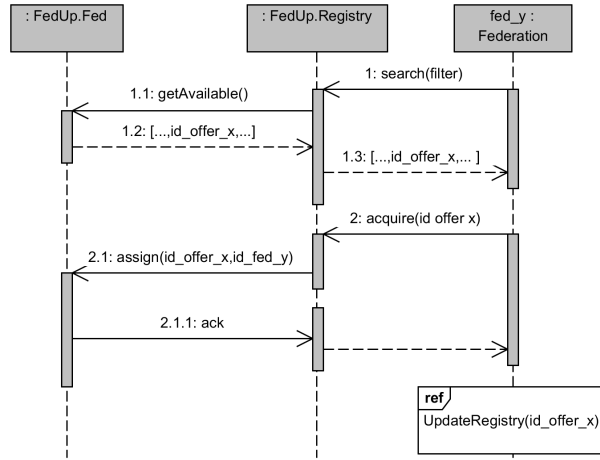 : FedUp.Fed
: FedUp.Registry
fed_y :
Federation
1: search(filter)
1.1: getAvailable()
1.2: [...,id_offer_x,...]
1.3: [...,id_offer_x,... ]
2: acquire(id offer x)
2.1: assign(id_offer_x,id_fed_y)
2.1.1: ack
ref
UpdateRegistry(id_offer_x)